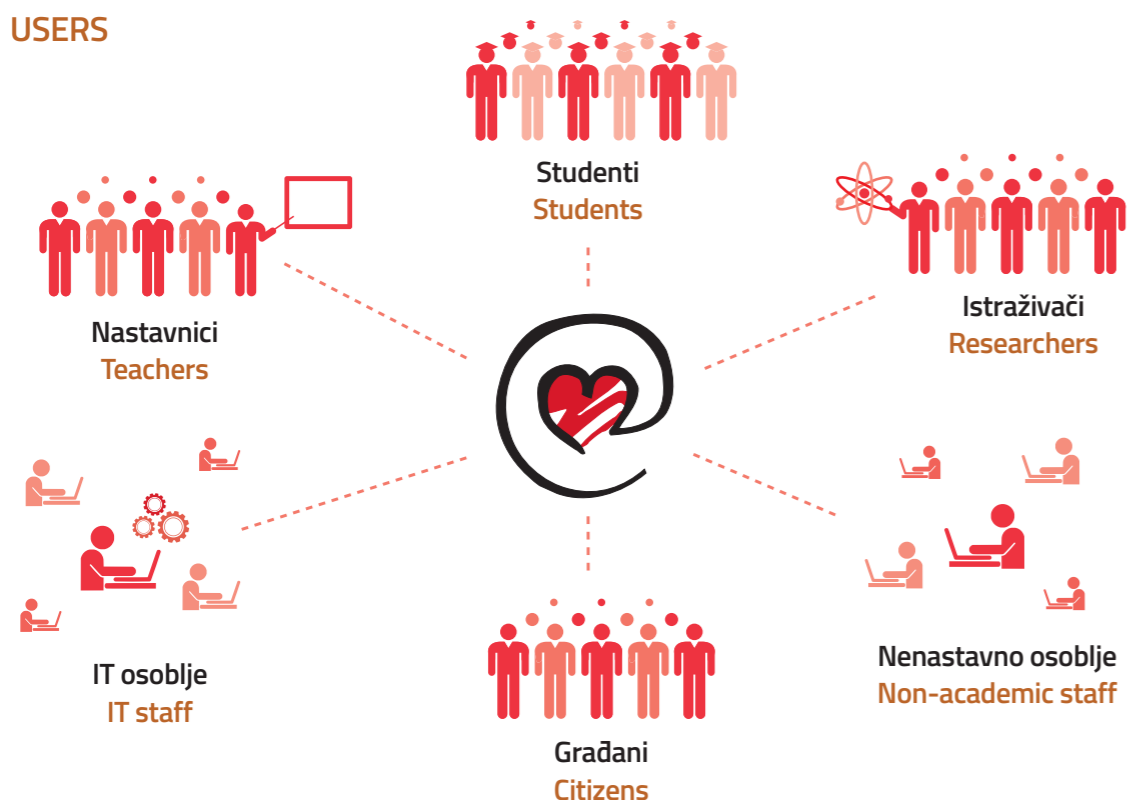 USERS
Studenti
Students
Nastavnici
Teachers
Istraživači
Researchers
IT osoblje
IT staff
Nenastavno osoblje
Non-academic staff
Građani
Citizens